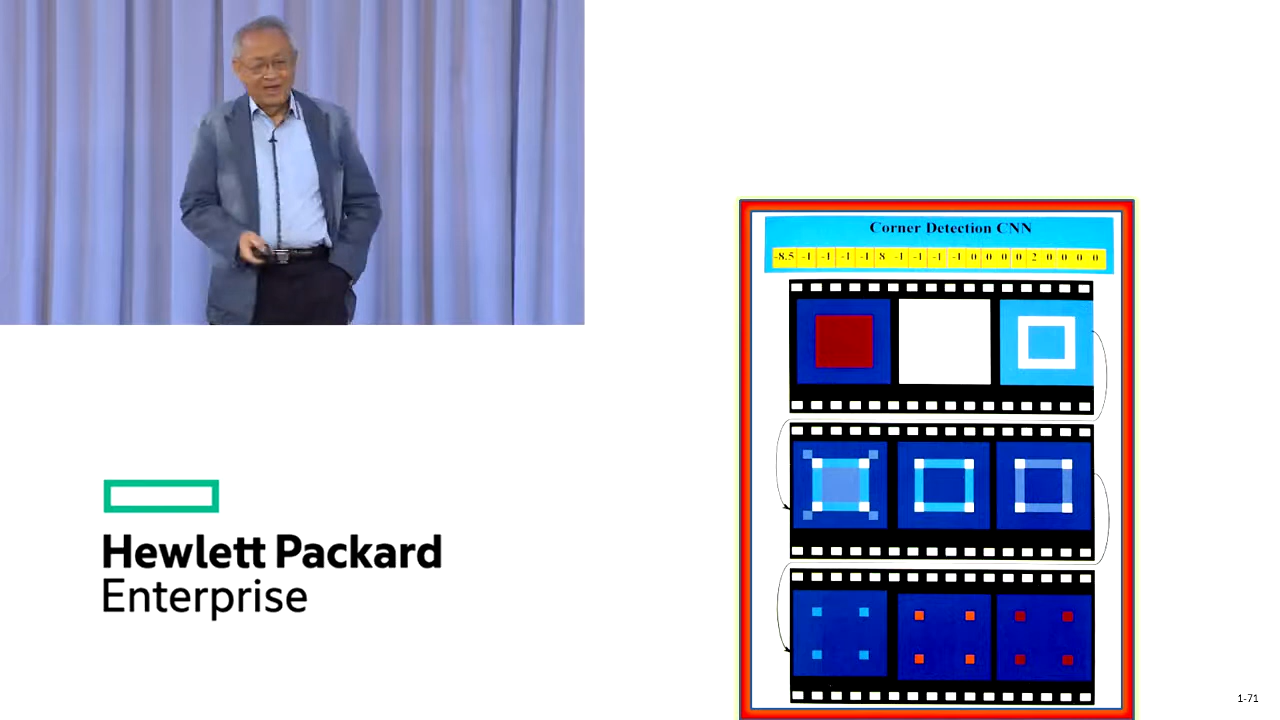 Corner Detection CNN
-8.5 -1 -1 -1 -1 8 -1 -1 -1 -1 0 0 0 0 2 0 0 0 0
Hewlett Packard
Enterprise
1-71